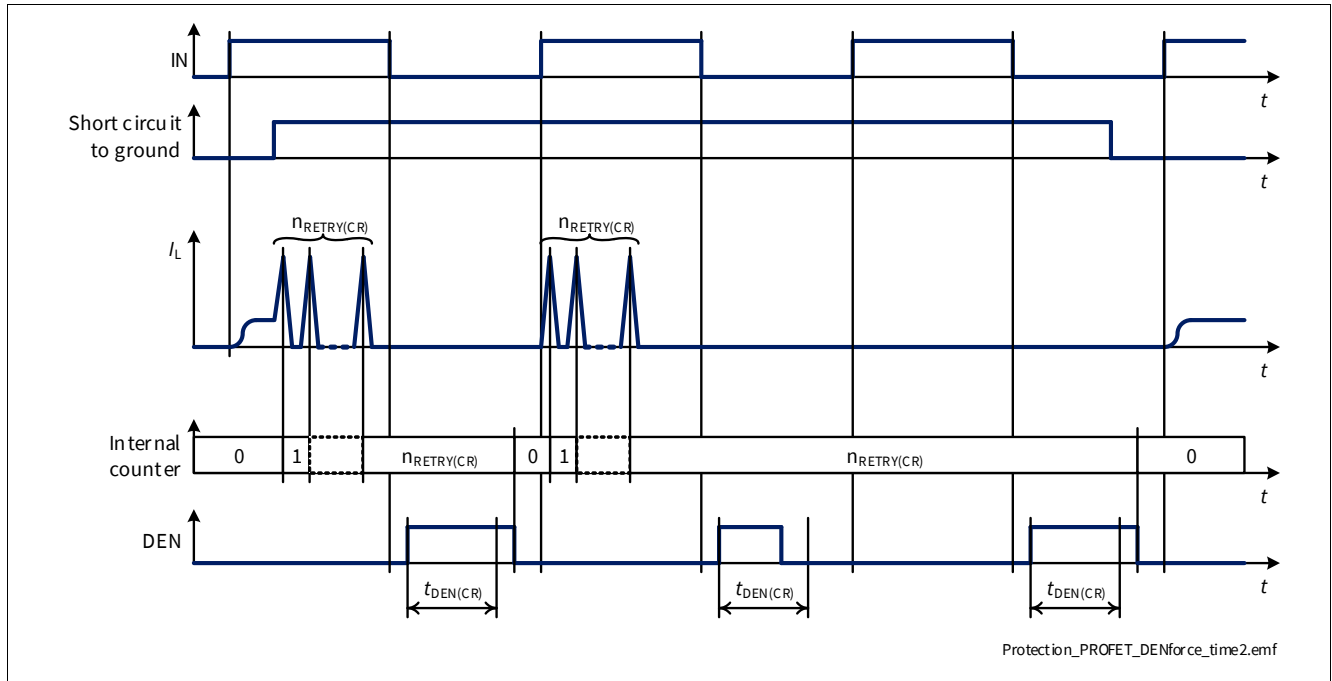 IN
t
Short circuit
to ground
t
nRETRY(CR) nRETRY(CR)
IL
t
Internal
counter
0 1 nRETRY(CR) 0 1 nRETRY(CR) 0
t
DEN
t
tDEN(CR) tDEN(CR) tDEN(CR)
Protection_PROFET_DENforce_time2.emf